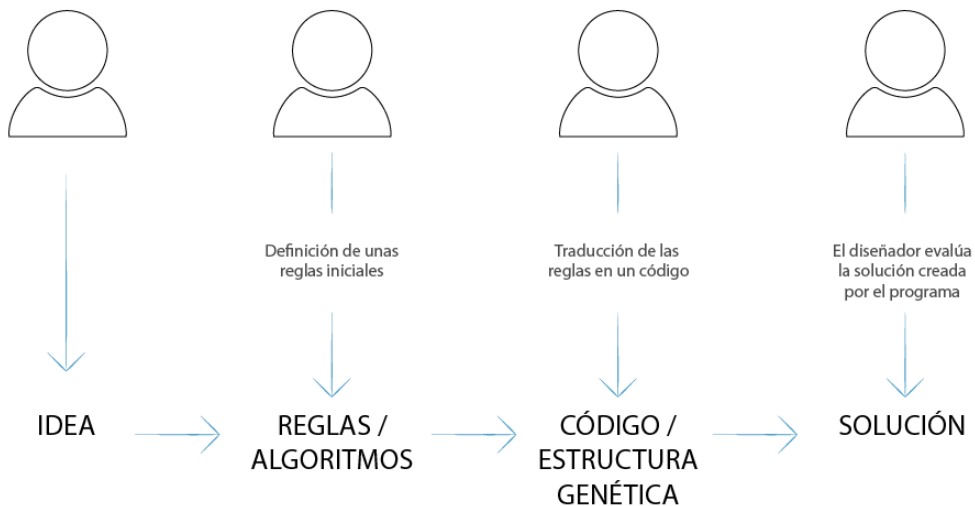 Definición de unas
reglas iniciales
Traducción de las
reglas en un código
El diseñador evalúa
la solución creada
por el programa
IDEA
REGLAS /
ALGORITMOS
CÓDIGO /
ESTRUCTURA
GENÉTICA
SOLUCIÓN